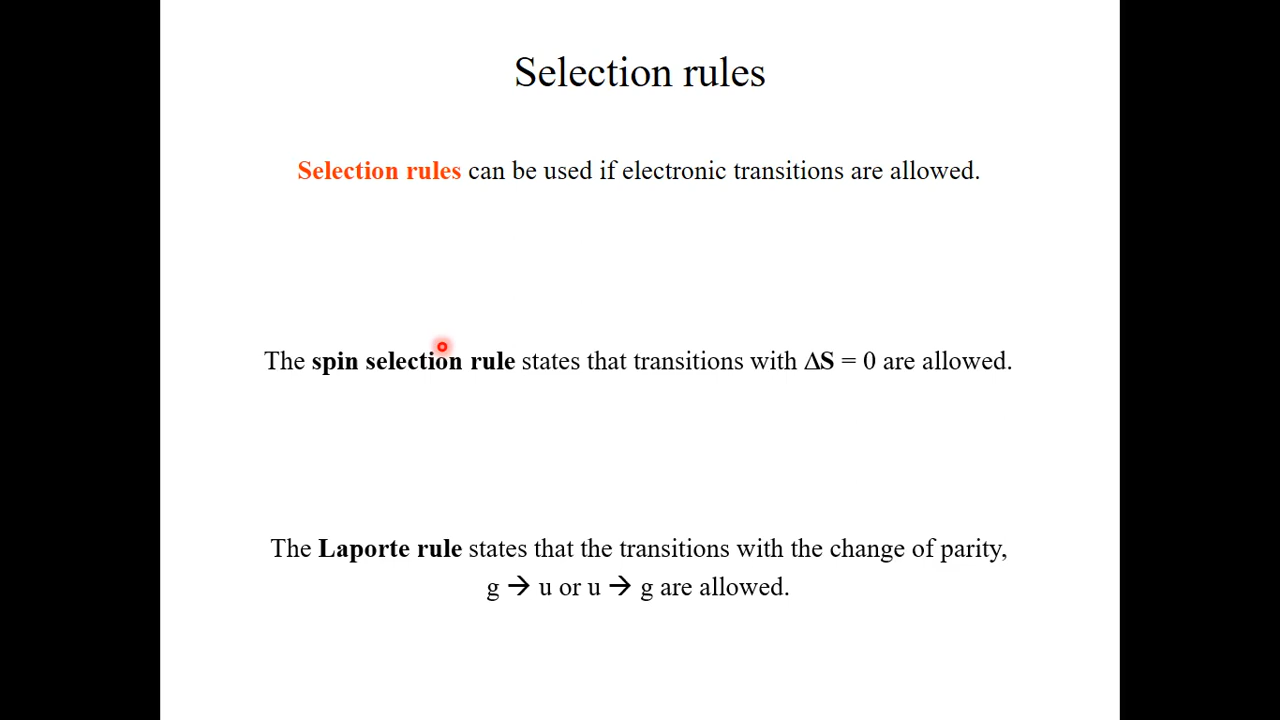 Selection rules
Selection rules can be used if electronic transitions are allowed.
The spin selection rule states that transitions with ΔS = 0 are allowed.
The Laporte rule states that the transitions with the change of parity,
g → u or u → g are allowed.